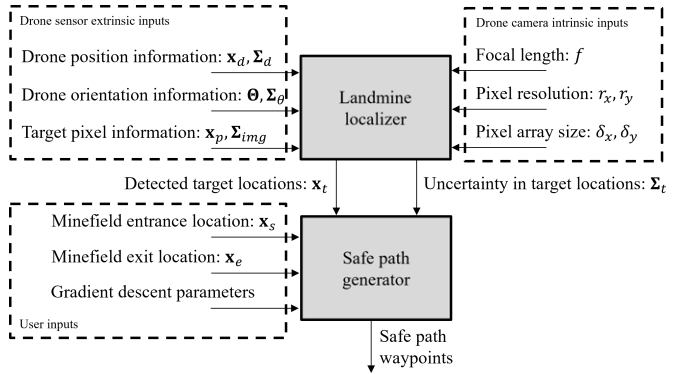 Drone sensor extrinsic inputs
Drone position information: 𝐱_d, 𝚺_d
Drone orientation information: 𝚯, 𝚺_θ
Target pixel information: 𝐱_p, 𝚺_img
Drone camera intrinsic inputs
Focal length: f
Pixel resolution: r_x, r_y
Pixel array size: δ_x, δ_y
Landmine
localizer
Detected target locations: 𝐱_t
Uncertainty in target locations: 𝚺_t
Minefield entrance location: 𝐱_s
Minefield exit location: 𝐱_e
Gradient descent parameters
User inputs
Safe path
generator
Safe path
waypoints